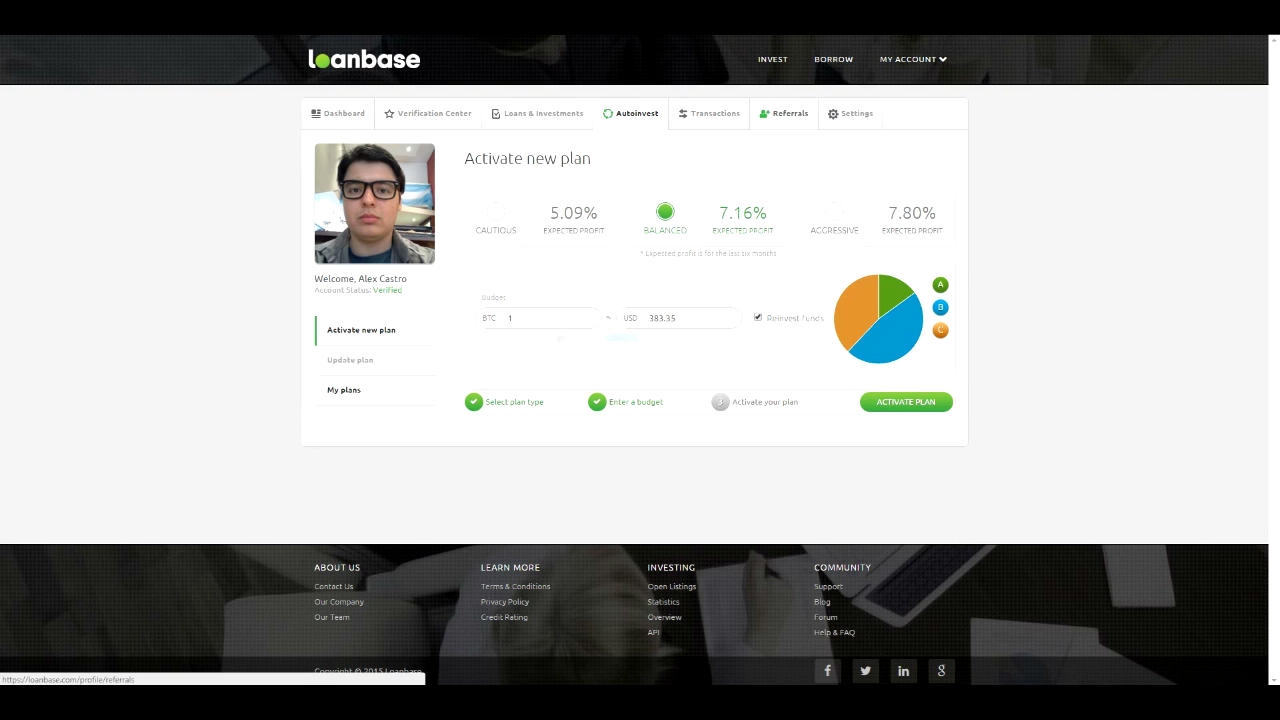 loanbase
INVEST BORROW MY ACCOUNT
Dashboard Verification Center Loans & Investments Autoinvest Transactions Referrals Settings
Activate new plan
5.09% 7.16% 7.80%
CAUTIOUS EXPECTED PROFIT BALANCED EXPECTED PROFIT AGGRESSIVE EXPECTED PROFIT
* Expected profit is for the last six months
Welcome, Alex Castro
Account Status: Verified
Activate new plan
Update plan
My plans
Budget
BTC 1 ~ USD 383.35 Reinvest funds
A
B
C
Select plan type Enter a budget 3 Activate your plan ACTIVATE PLAN
ABOUT US LEARN MORE INVESTING COMMUNITY
Contact Us Terms & Conditions Open Listings Support
Our Company Privacy Policy Statistics Blog
Our Team Credit Rating Overview Forum
API Help & FAQ
Copyright © 2015 Loanbase
https://loanbase.com/profile/referrals